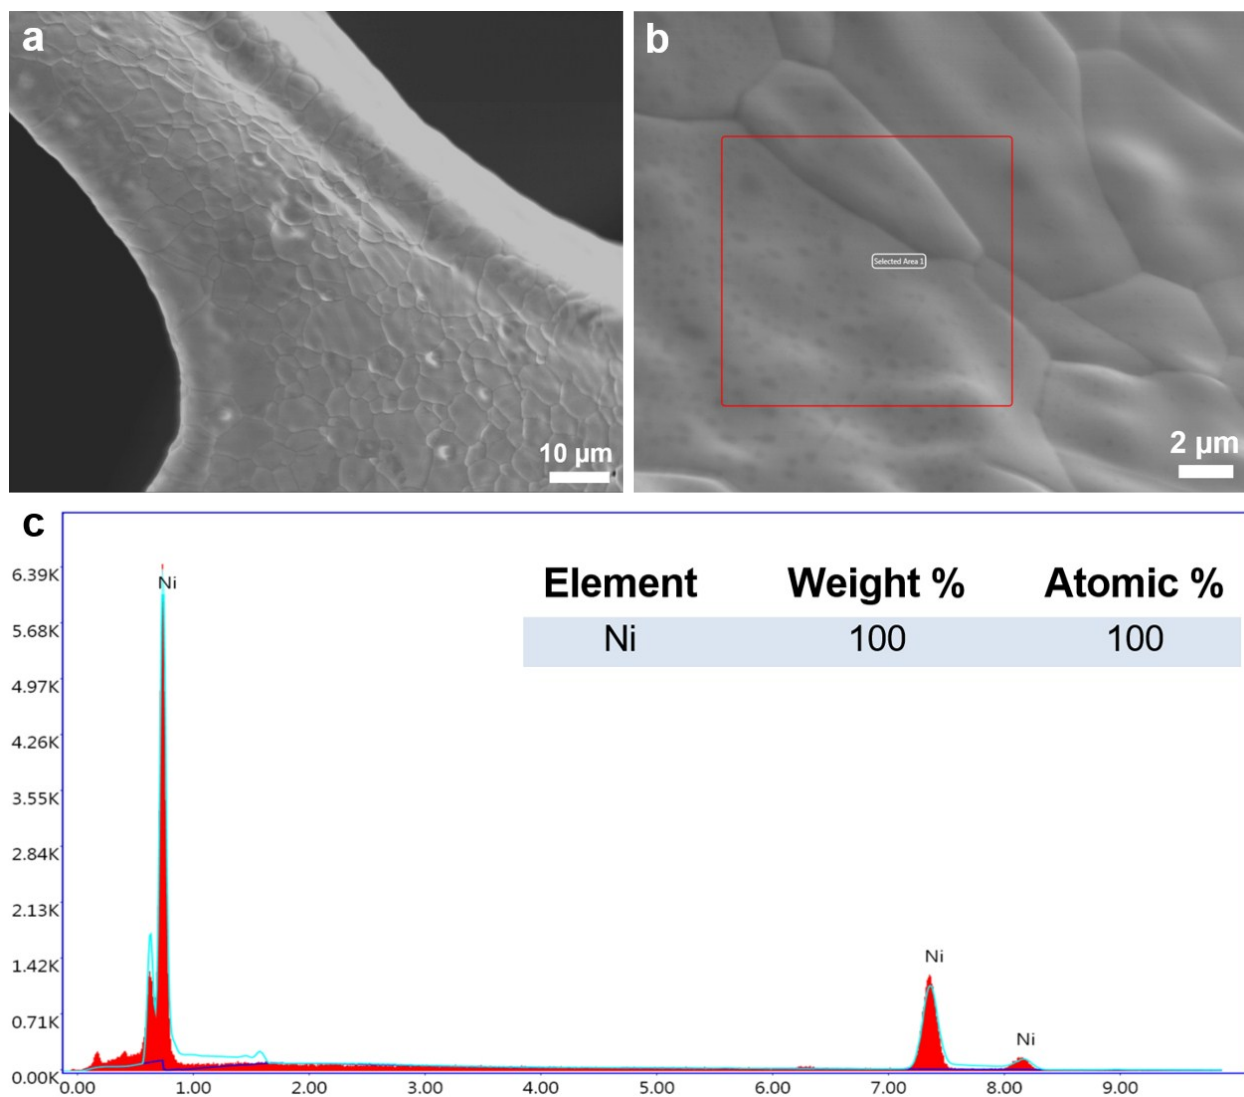 a
b
Selected Area 1
10 µm
2 µm
c
Element Weight % Atomic %
Ni 100 100
Ni
Ni
Ni
6.39K
5.68K
4.97K
4.26K
3.55K
2.84K
2.13K
1.42K
0.71K
0.00K
0.00 1.00 2.00 3.00 4.00 5.00 6.00 7.00 8.00 9.00